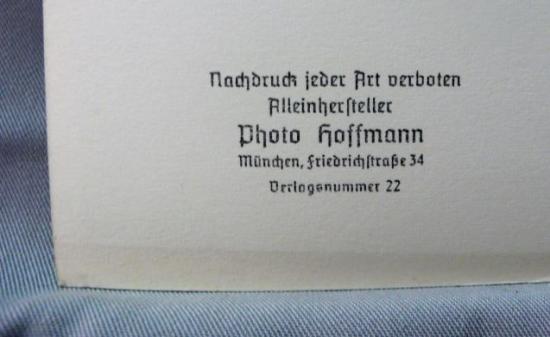 Nachdruck jeder Art verboten
Alleinhersteller
Photo Hoffmann
München, Friedrichstraße 34
Verlagsnummer 22